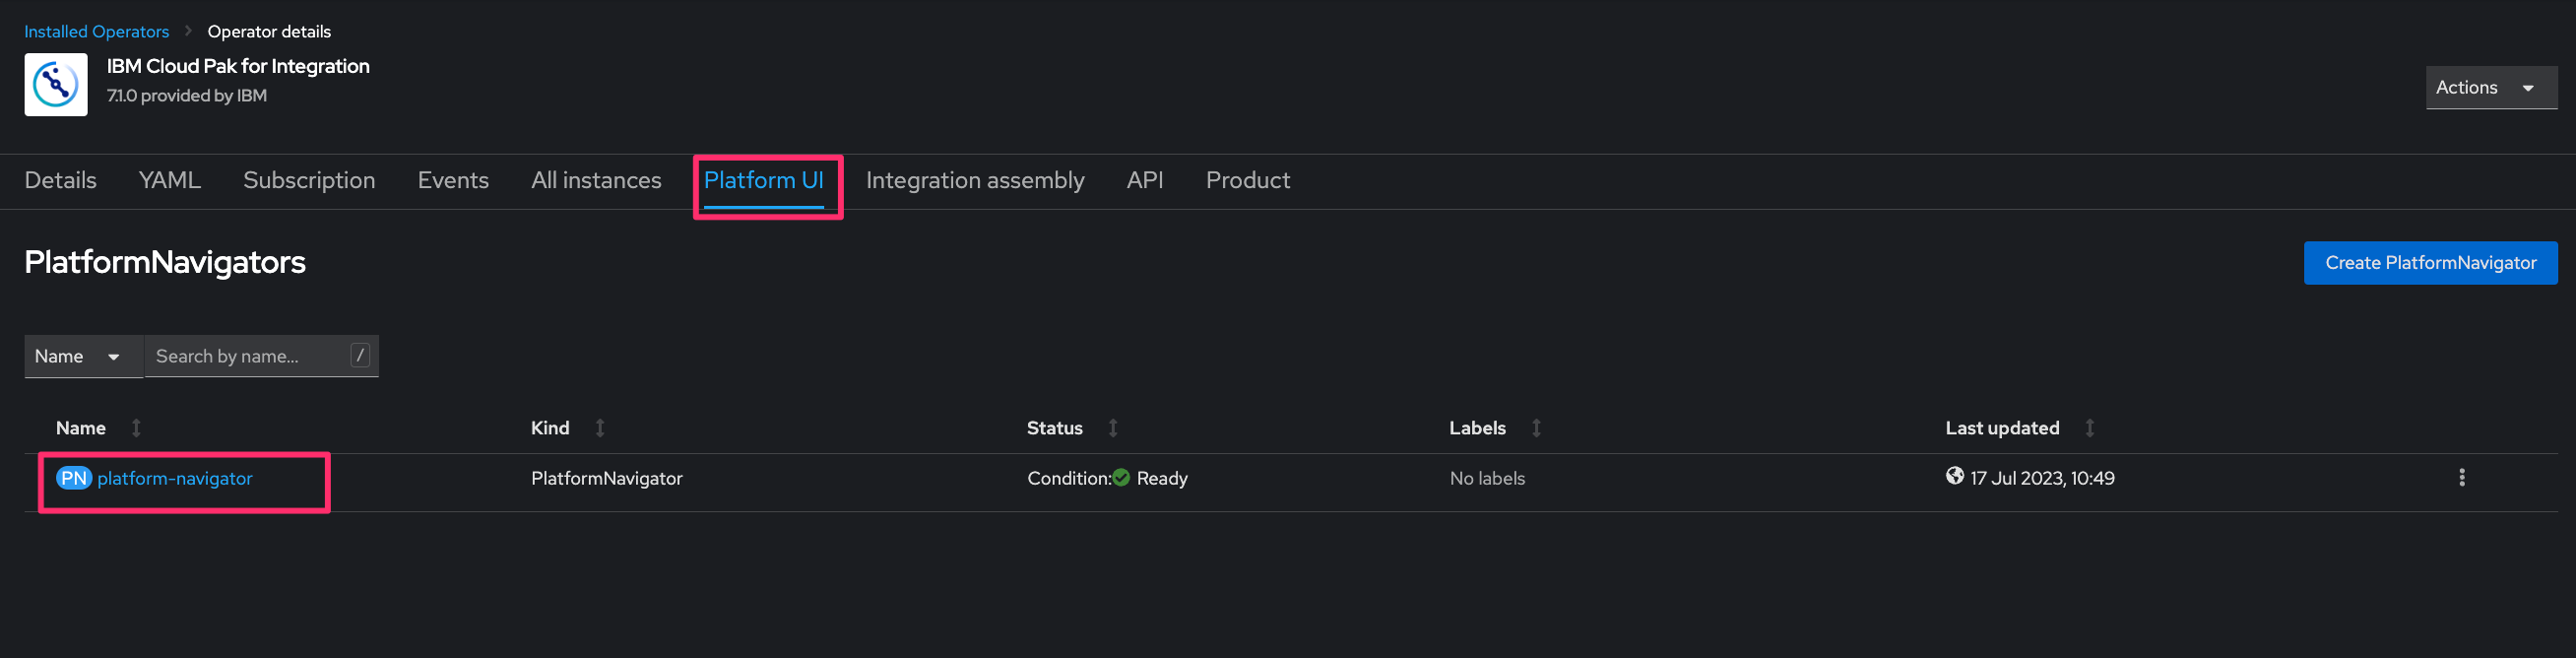 Installed Operators > Operator details
IBM Cloud Pak for Integration
7.1.0 provided by IBM
Actions
Details YAML Subscription Events All instances Platform UI Integration assembly API Product
PlatformNavigators
Create PlatformNavigator
Name Search by name... /
Name Kind Status Labels Last updated
PN platform-navigator PlatformNavigator Condition: Ready No labels 17 Jul 2023, 10:49